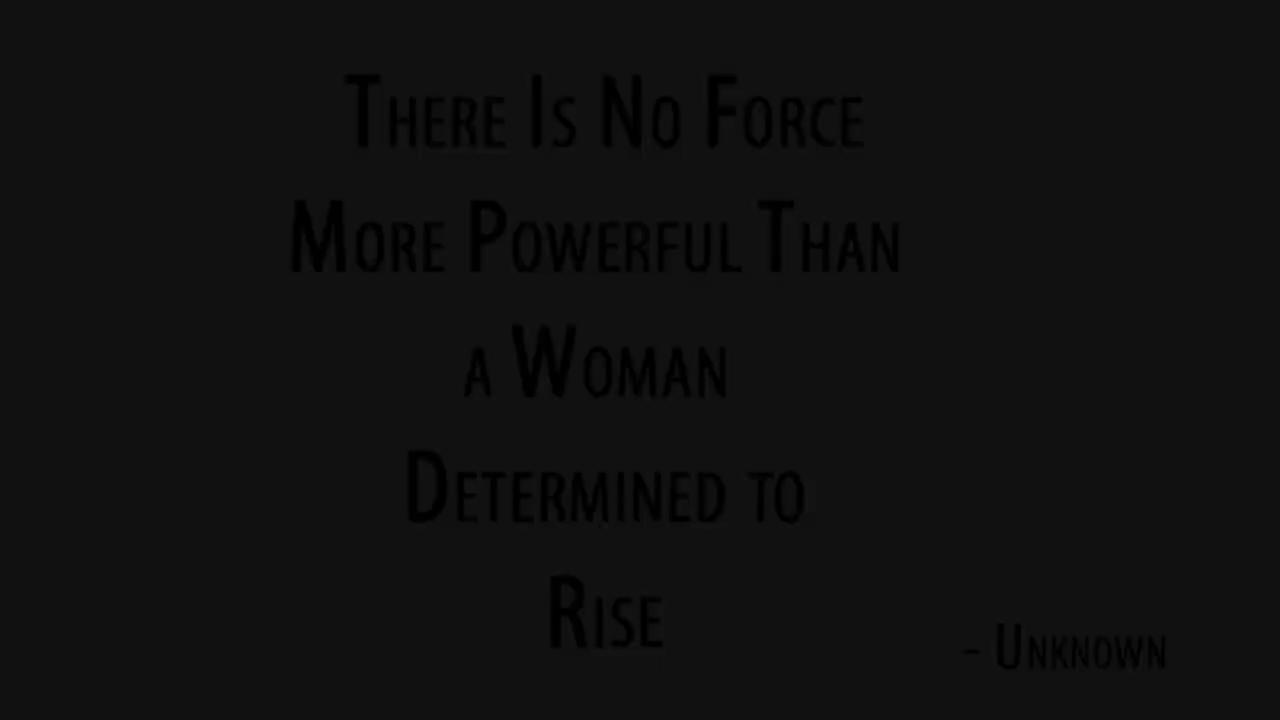 There Is No Force
More Powerful Than
a Woman
Determined to
Rise
- Unknown